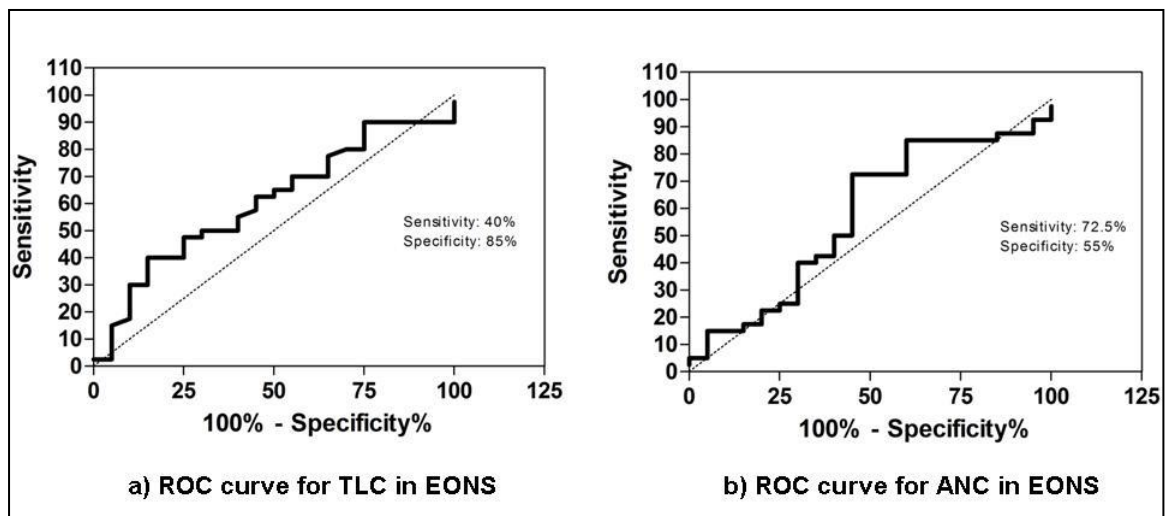 110
100
90
80
70
60
50
40
30
20
10
0
Sensitivity
Sensitivity: 40%
Specificity: 85%
0 25 50 75 100 125
100% - Specificity%
a) ROC curve for TLC in EONS
110
100
90
80
70
60
50
40
30
20
10
0
Sensitivity
Sensitivity: 72.5%
Specificity: 55%
0 25 50 75 100 125
100% - Specificity%
b) ROC curve for ANC in EONS